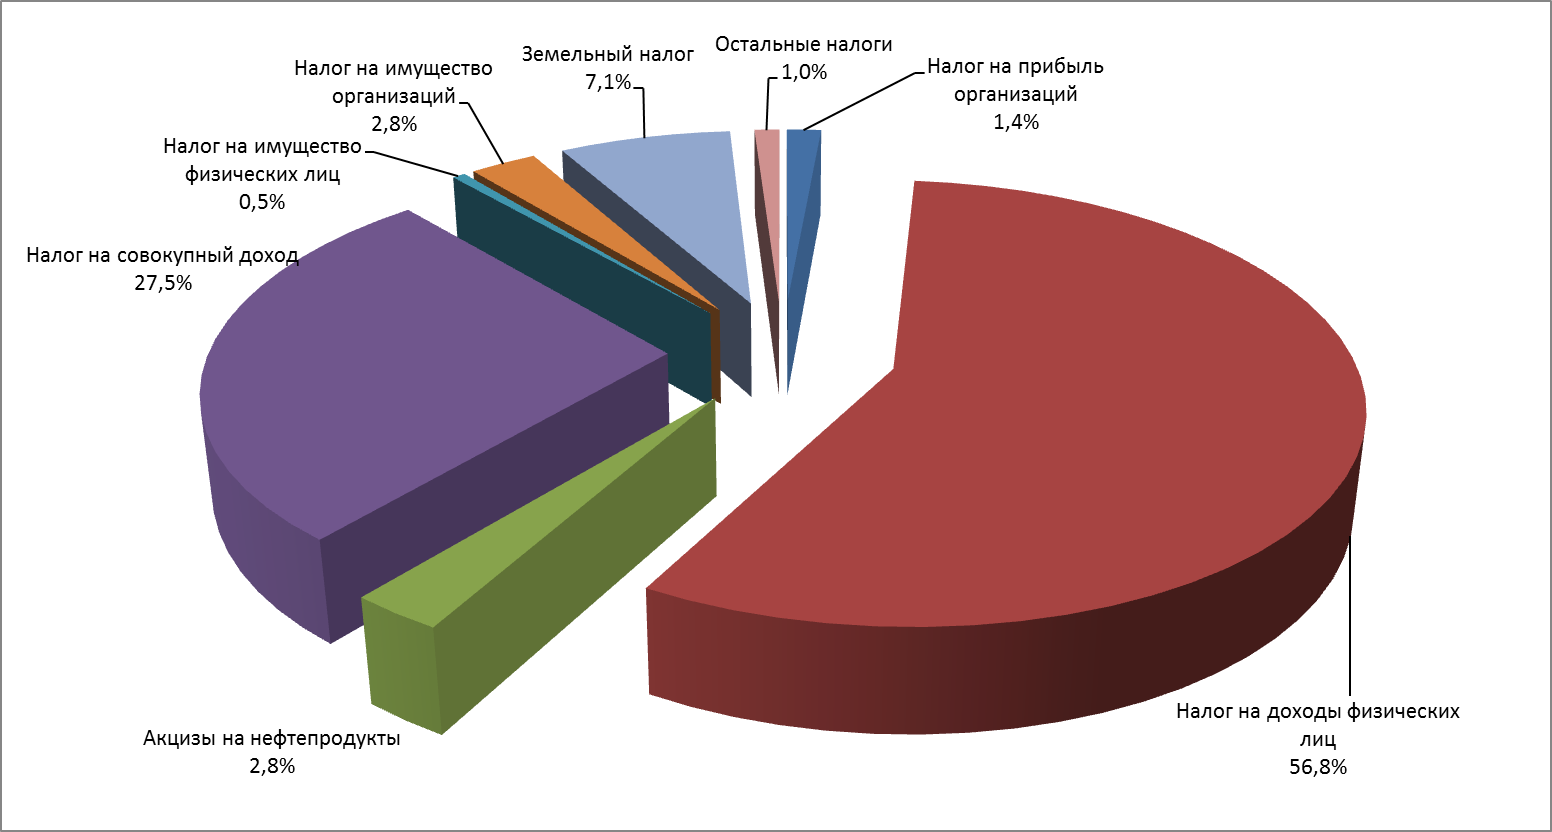 Остальные налоги
1,0%
Земельный налог
7,1%
Налог на прибыль
организаций
1,4%
Налог на имущество
организаций
2,8%
Налог на имущество
физических лиц
0,5%
Налог на совокупный доход
27,5%
Налог на доходы физических
лиц
56,8%
Акцизы на нефтепродукты
2,8%